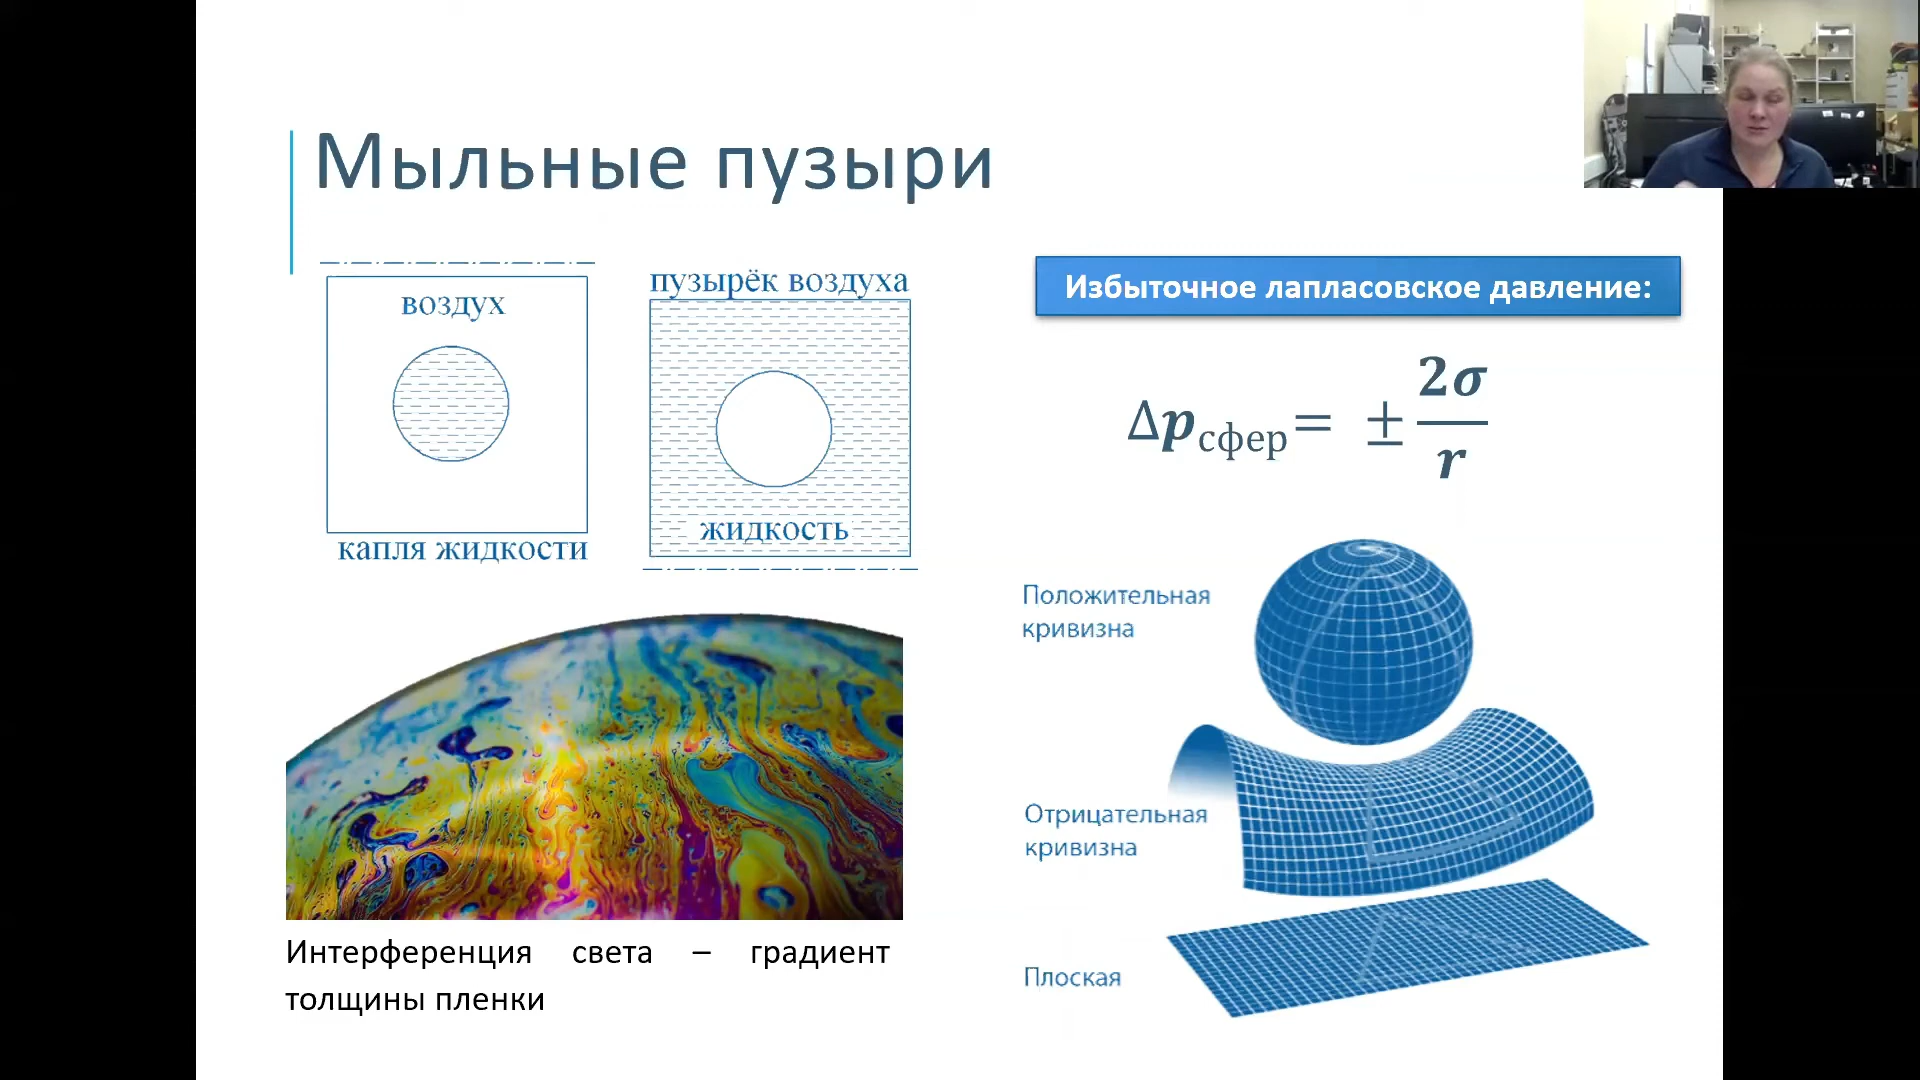 Мыльные пузыри
воздух
капля жидкости
пузырёк воздуха
жидкость
Избыточное лапласовское давление:
Δp_сфер = ± 2σ/r
Положительная
кривизна
Отрицательная
кривизна
Плоская
Интерференция света – градиент
толщины пленки